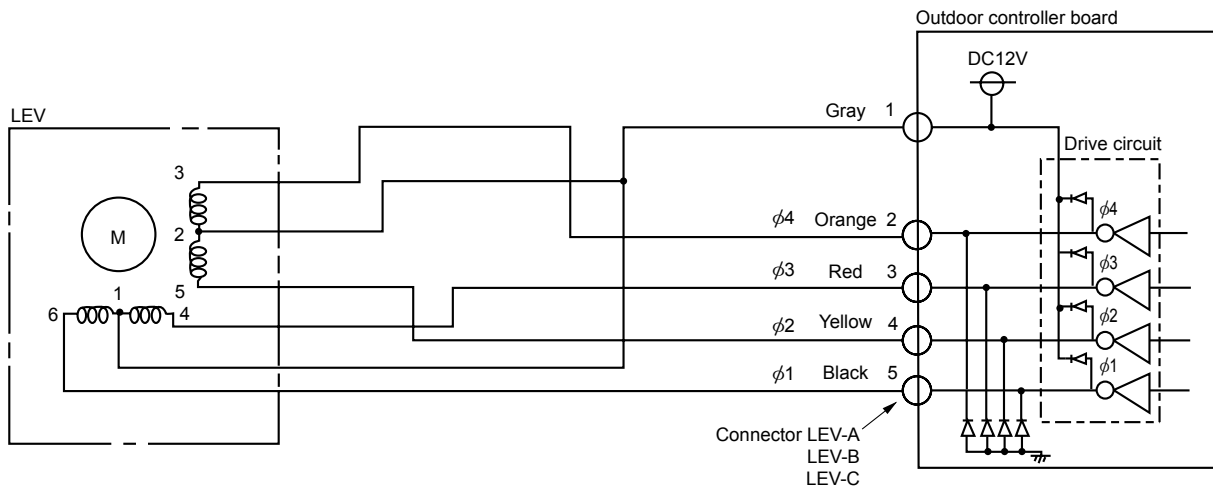 Outdoor controller board
DC12V
LEV
Gray 1
Drive circuit
3
ϕ4 Orange 2
ϕ4
M
2
ϕ3 Red 3
ϕ3
5
6 1 4
ϕ2 Yellow 4
ϕ2
ϕ1 Black 5
ϕ1
Connector LEV-A
LEV-B
LEV-C